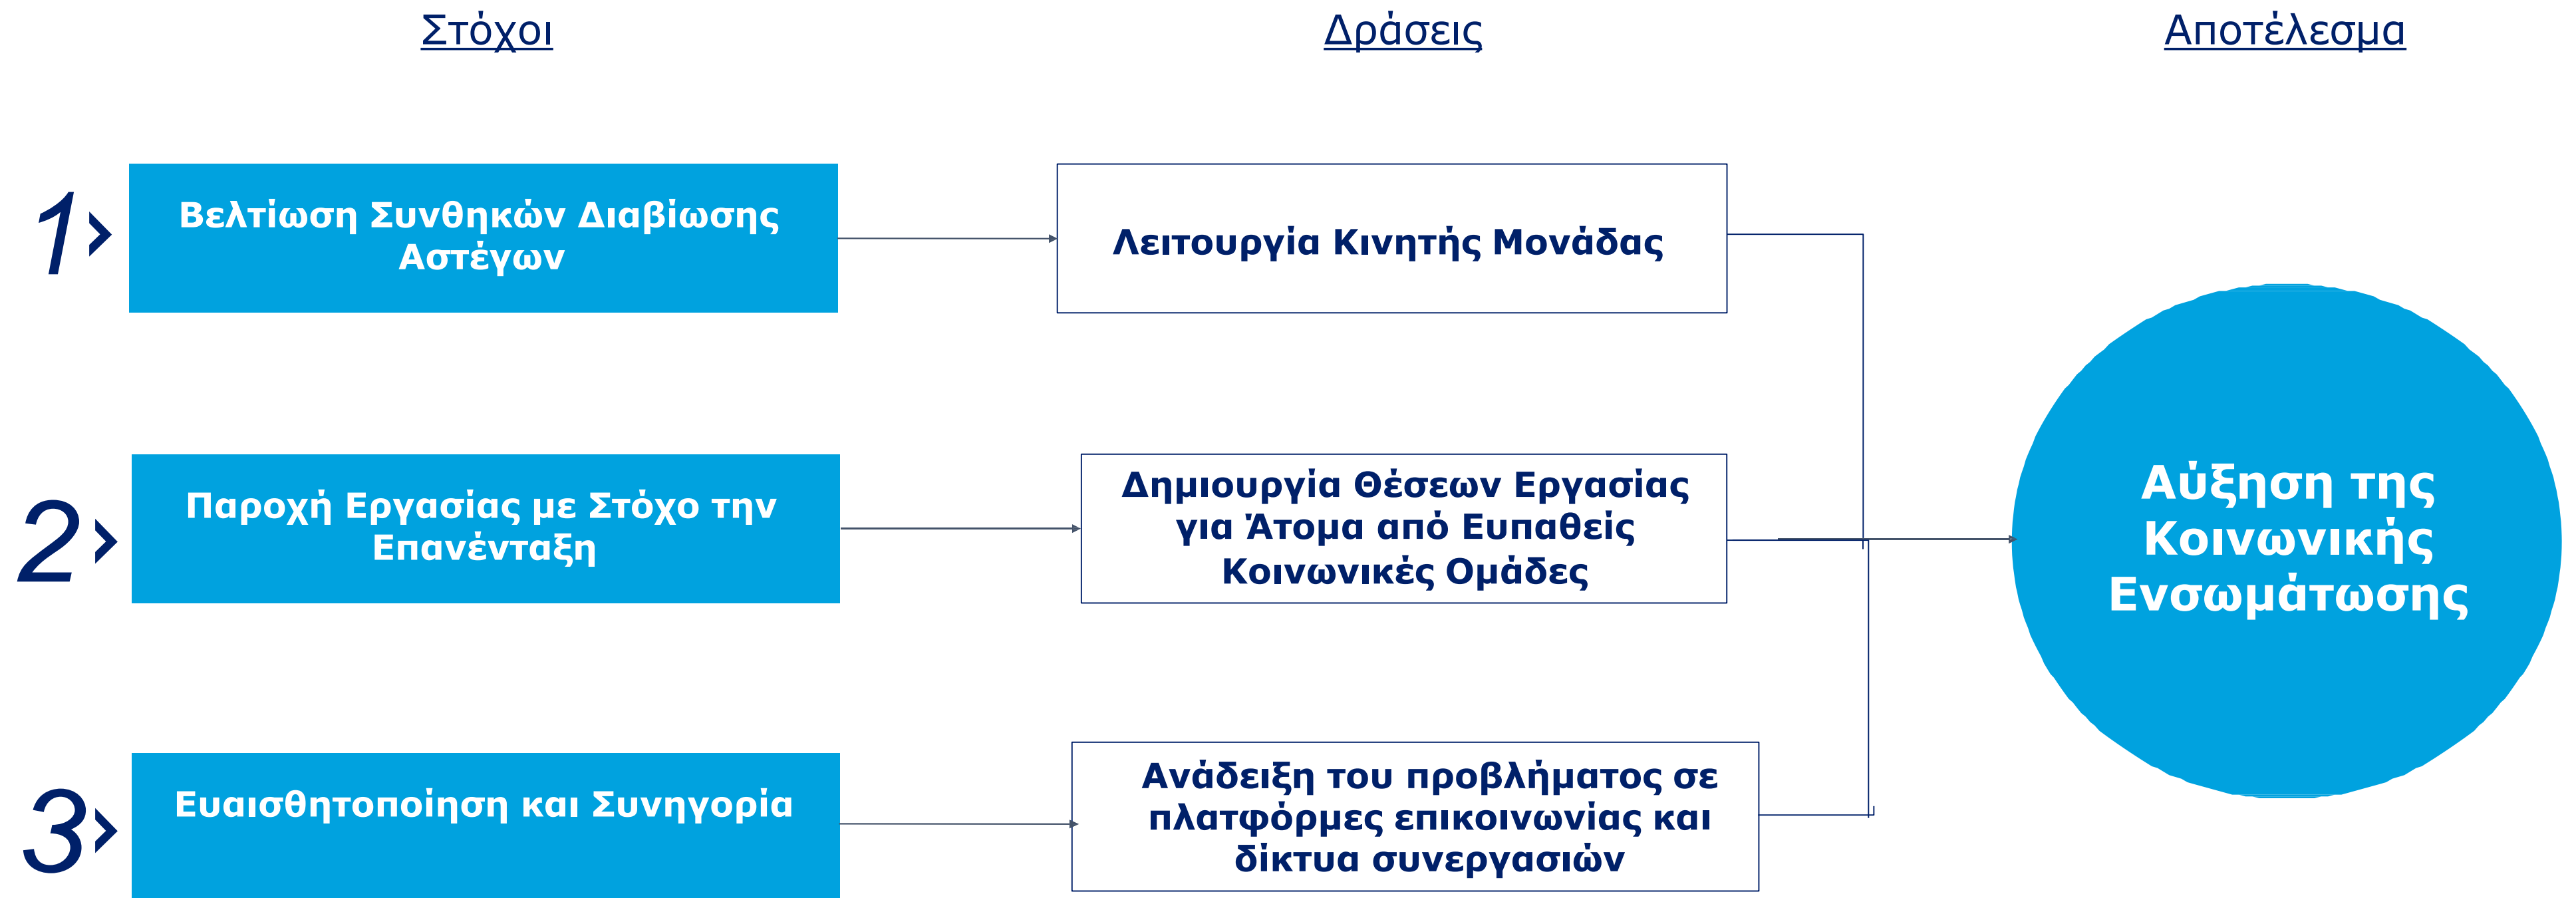 Στόχοι
Δράσεις
Αποτέλεσμα
1
Βελτίωση Συνθηκών Διαβίωσης
Αστέγων
Λειτουργία Κινητής Μονάδας
2
Παροχή Εργασίας με Στόχο την
Επανένταξη
Δημιουργία Θέσεων Εργασίας
για Άτομα από Ευπαθείς
Κοινωνικές Ομάδες
Αύξηση της
Κοινωνικής
Ενσωμάτωσης
3
Ευαισθητοποίηση και Συνηγορία
Ανάδειξη του προβλήματος σε
πλατφόρμες επικοινωνίας και
δίκτυα συνεργασιών